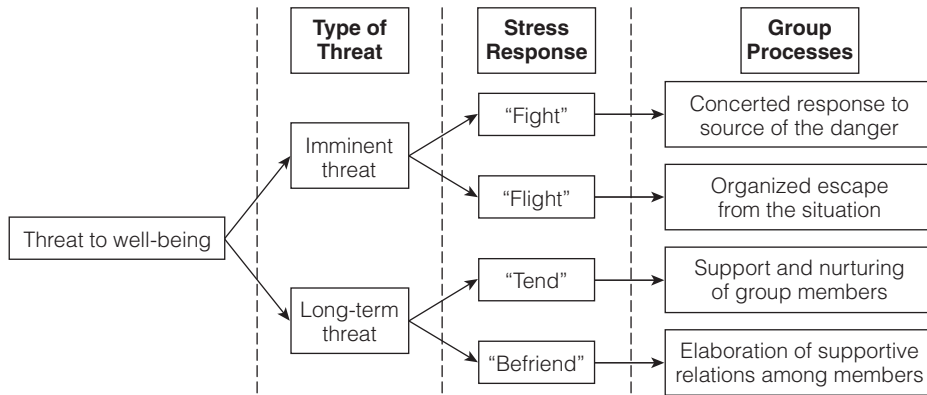 Type of
Threat
Stress
Response
Group
Processes
Threat to well-being
Imminent
threat
Long-term
threat
“Fight”
“Flight”
“Tend”
“Befriend”
Concerted response to
source of the danger
Organized escape
from the situation
Support and nurturing
of group members
Elaboration of supportive
relations among members